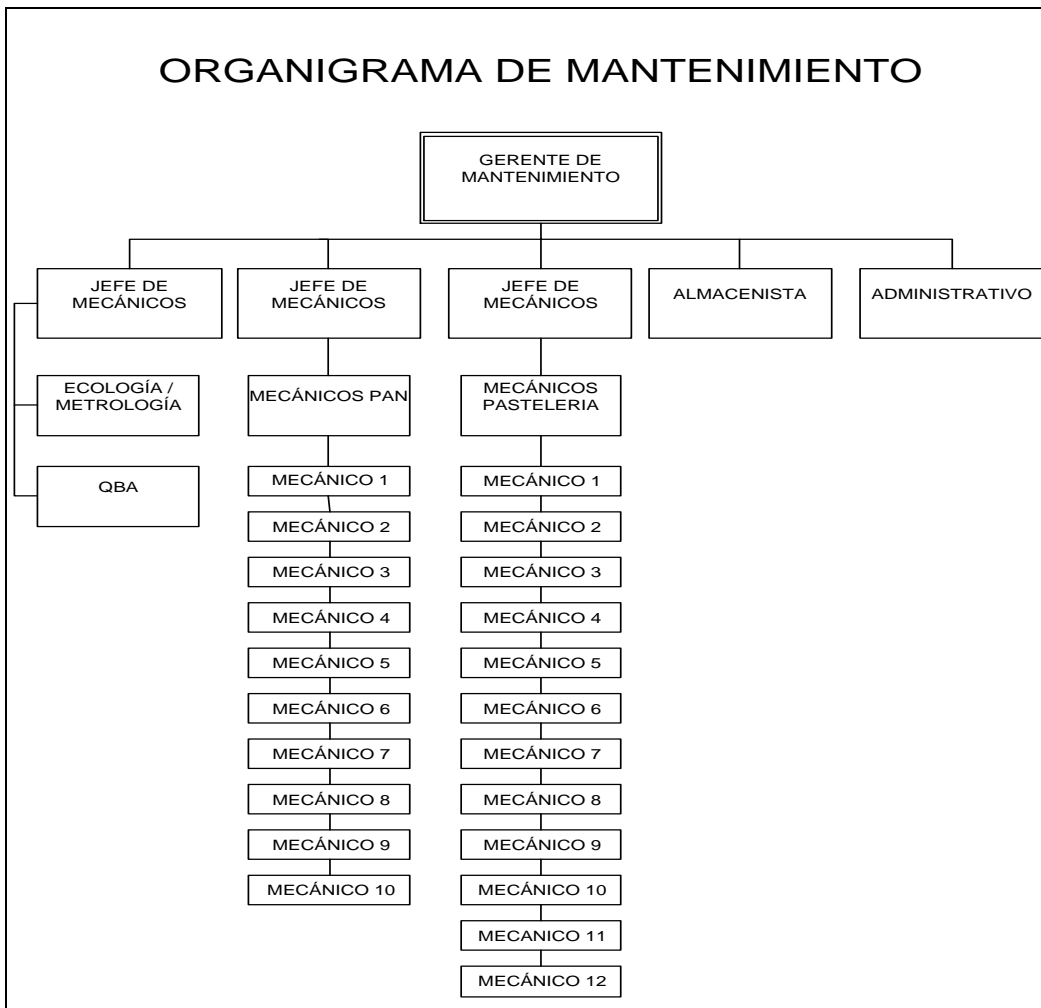 ORGANIGRAMA DE MANTENIMIENTO
GERENTE DE
MANTENIMIENTO
JEFE DE
MECÁNICOS
JEFE DE
MECÁNICOS
JEFE DE
MECÁNICOS
ALMACENISTA
ADMINISTRATIVO
ECOLOGÍA /
METROLOGÍA
QBA
MECÁNICOS PAN
MECÁNICO 1
MECÁNICO 2
MECÁNICO 3
MECÁNICO 4
MECÁNICO 5
MECÁNICO 6
MECÁNICO 7
MECÁNICO 8
MECÁNICO 9
MECÁNICO 10
MECÁNICOS
PASTELERIA
MECÁNICO 1
MECÁNICO 2
MECÁNICO 3
MECÁNICO 4
MECÁNICO 5
MECÁNICO 6
MECÁNICO 7
MECÁNICO 8
MECÁNICO 9
MECÁNICO 10
MECANICO 11
MECÁNICO 12